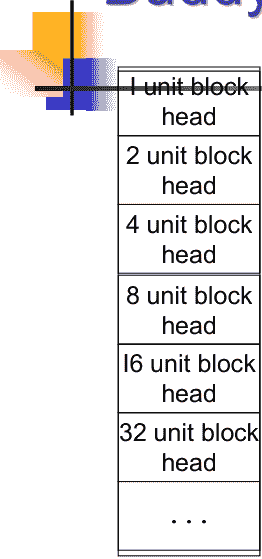 1 unit block
head
2 unit block
head
4 unit block
head
8 unit block
head
I6 unit block
head
32 unit block
head
. . .